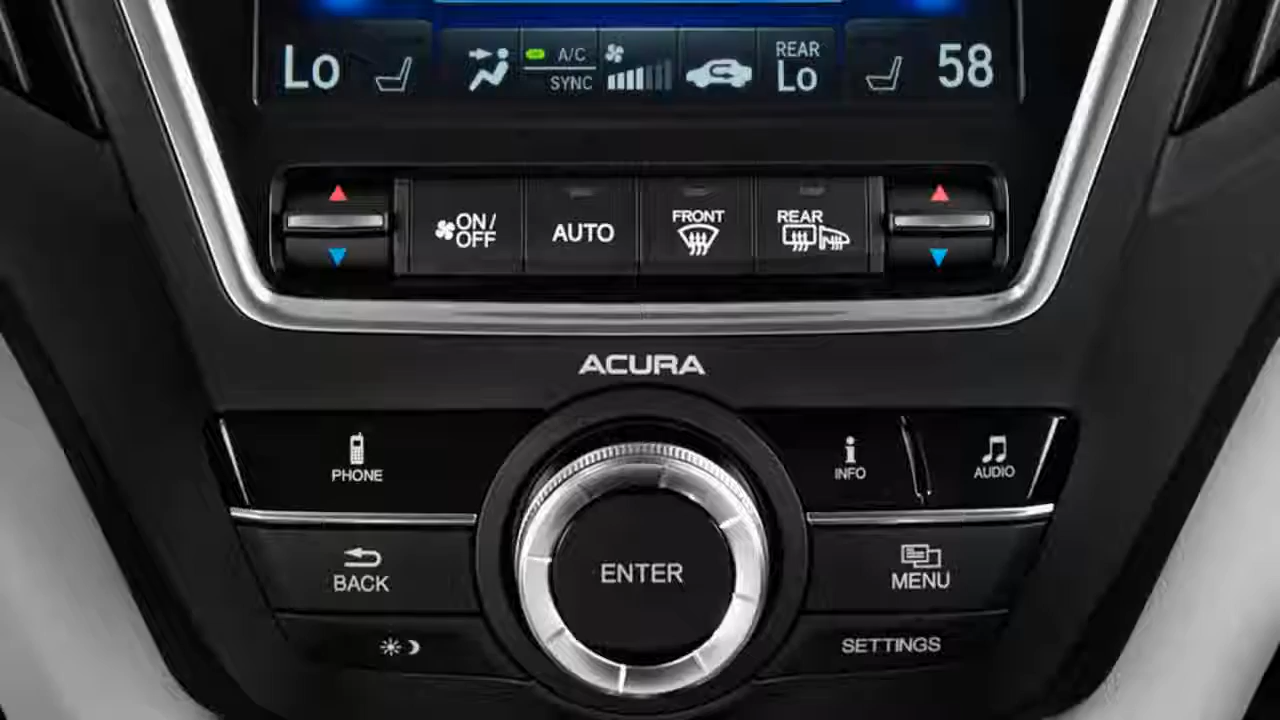 Lo
A/C
SYNC
REAR
Lo
58
ON/
OFF
AUTO
FRONT
REAR
ACURA
PHONE
INFO
AUDIO
BACK
ENTER
MENU
SETTINGS